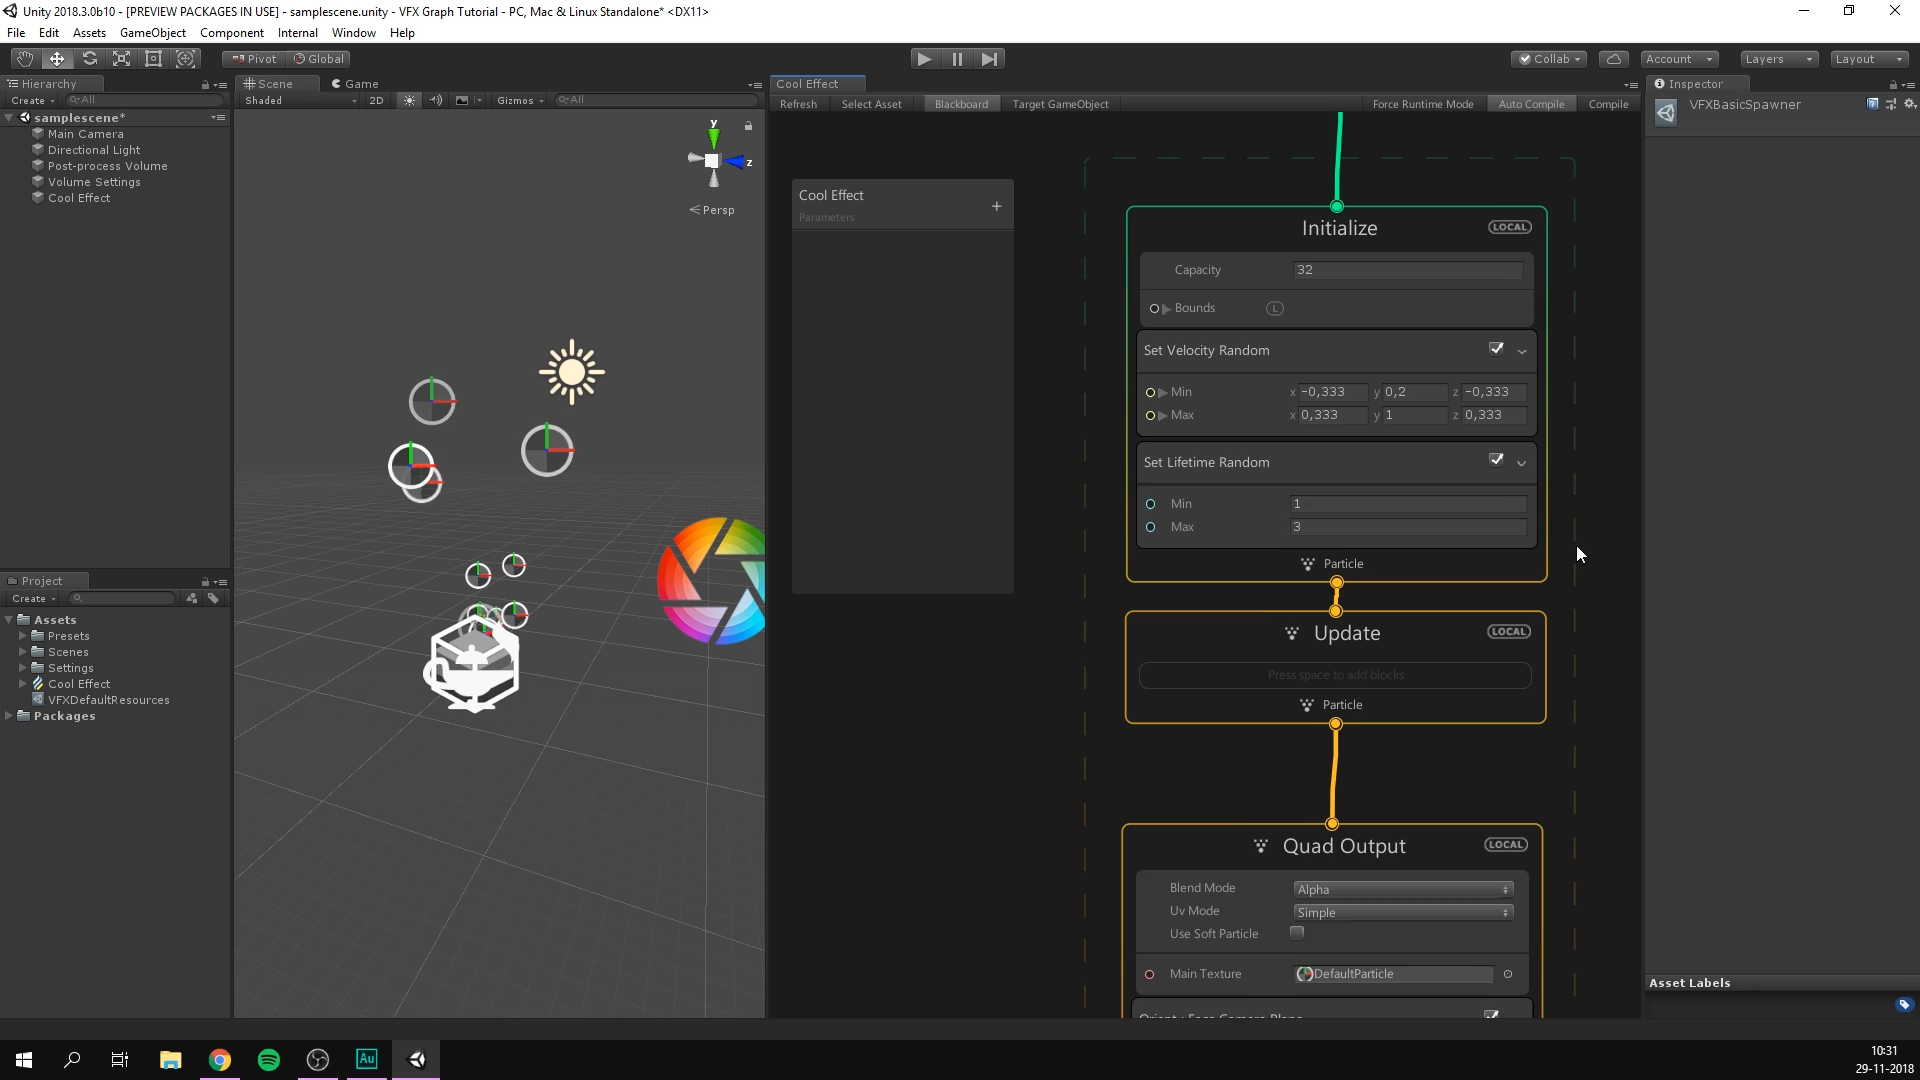 Unity 2018.3.0b10 - [PREVIEW PACKAGES IN USE] - samplescene.unity - VFX Graph Tutorial - PC, Mac & Linux Standalone* <DX11>
File Edit Assets GameObject Component Internal Window Help
Pivot Global Collab Account Layers Layout
Hierarchy
Create All
samplescene*
Main Camera
Directional Light
Post-process Volume
Volume Settings
Cool Effect
Project
Create
Assets
Presets
Scenes
Settings
Cool Effect
VFXDefaultResources
Packages
Scene Game
Shaded 2D Gizmos All
y
z
Persp
Cool Effect
Refresh Select Asset Blackboard Target GameObject Force Runtime Mode Auto Compile Compile
Cool Effect
Parameters
+
Initialize LOCAL
Capacity 32
Bounds L
Set Velocity Random
Min x -0,333 y 0,2 z -0,333
Max x 0,333 y 1 z 0,333
Set Lifetime Random
Min 1
Max 3
Particle
Update LOCAL
Press space to add blocks
Particle
Quad Output LOCAL
Blend Mode Alpha
Uv Mode Simple
Use Soft Particle
Main Texture DefaultParticle
Orient : Face Camera Plane
Inspector
VFXBasicSpawner
Asset Labels
Au
10:31
29-11-2018